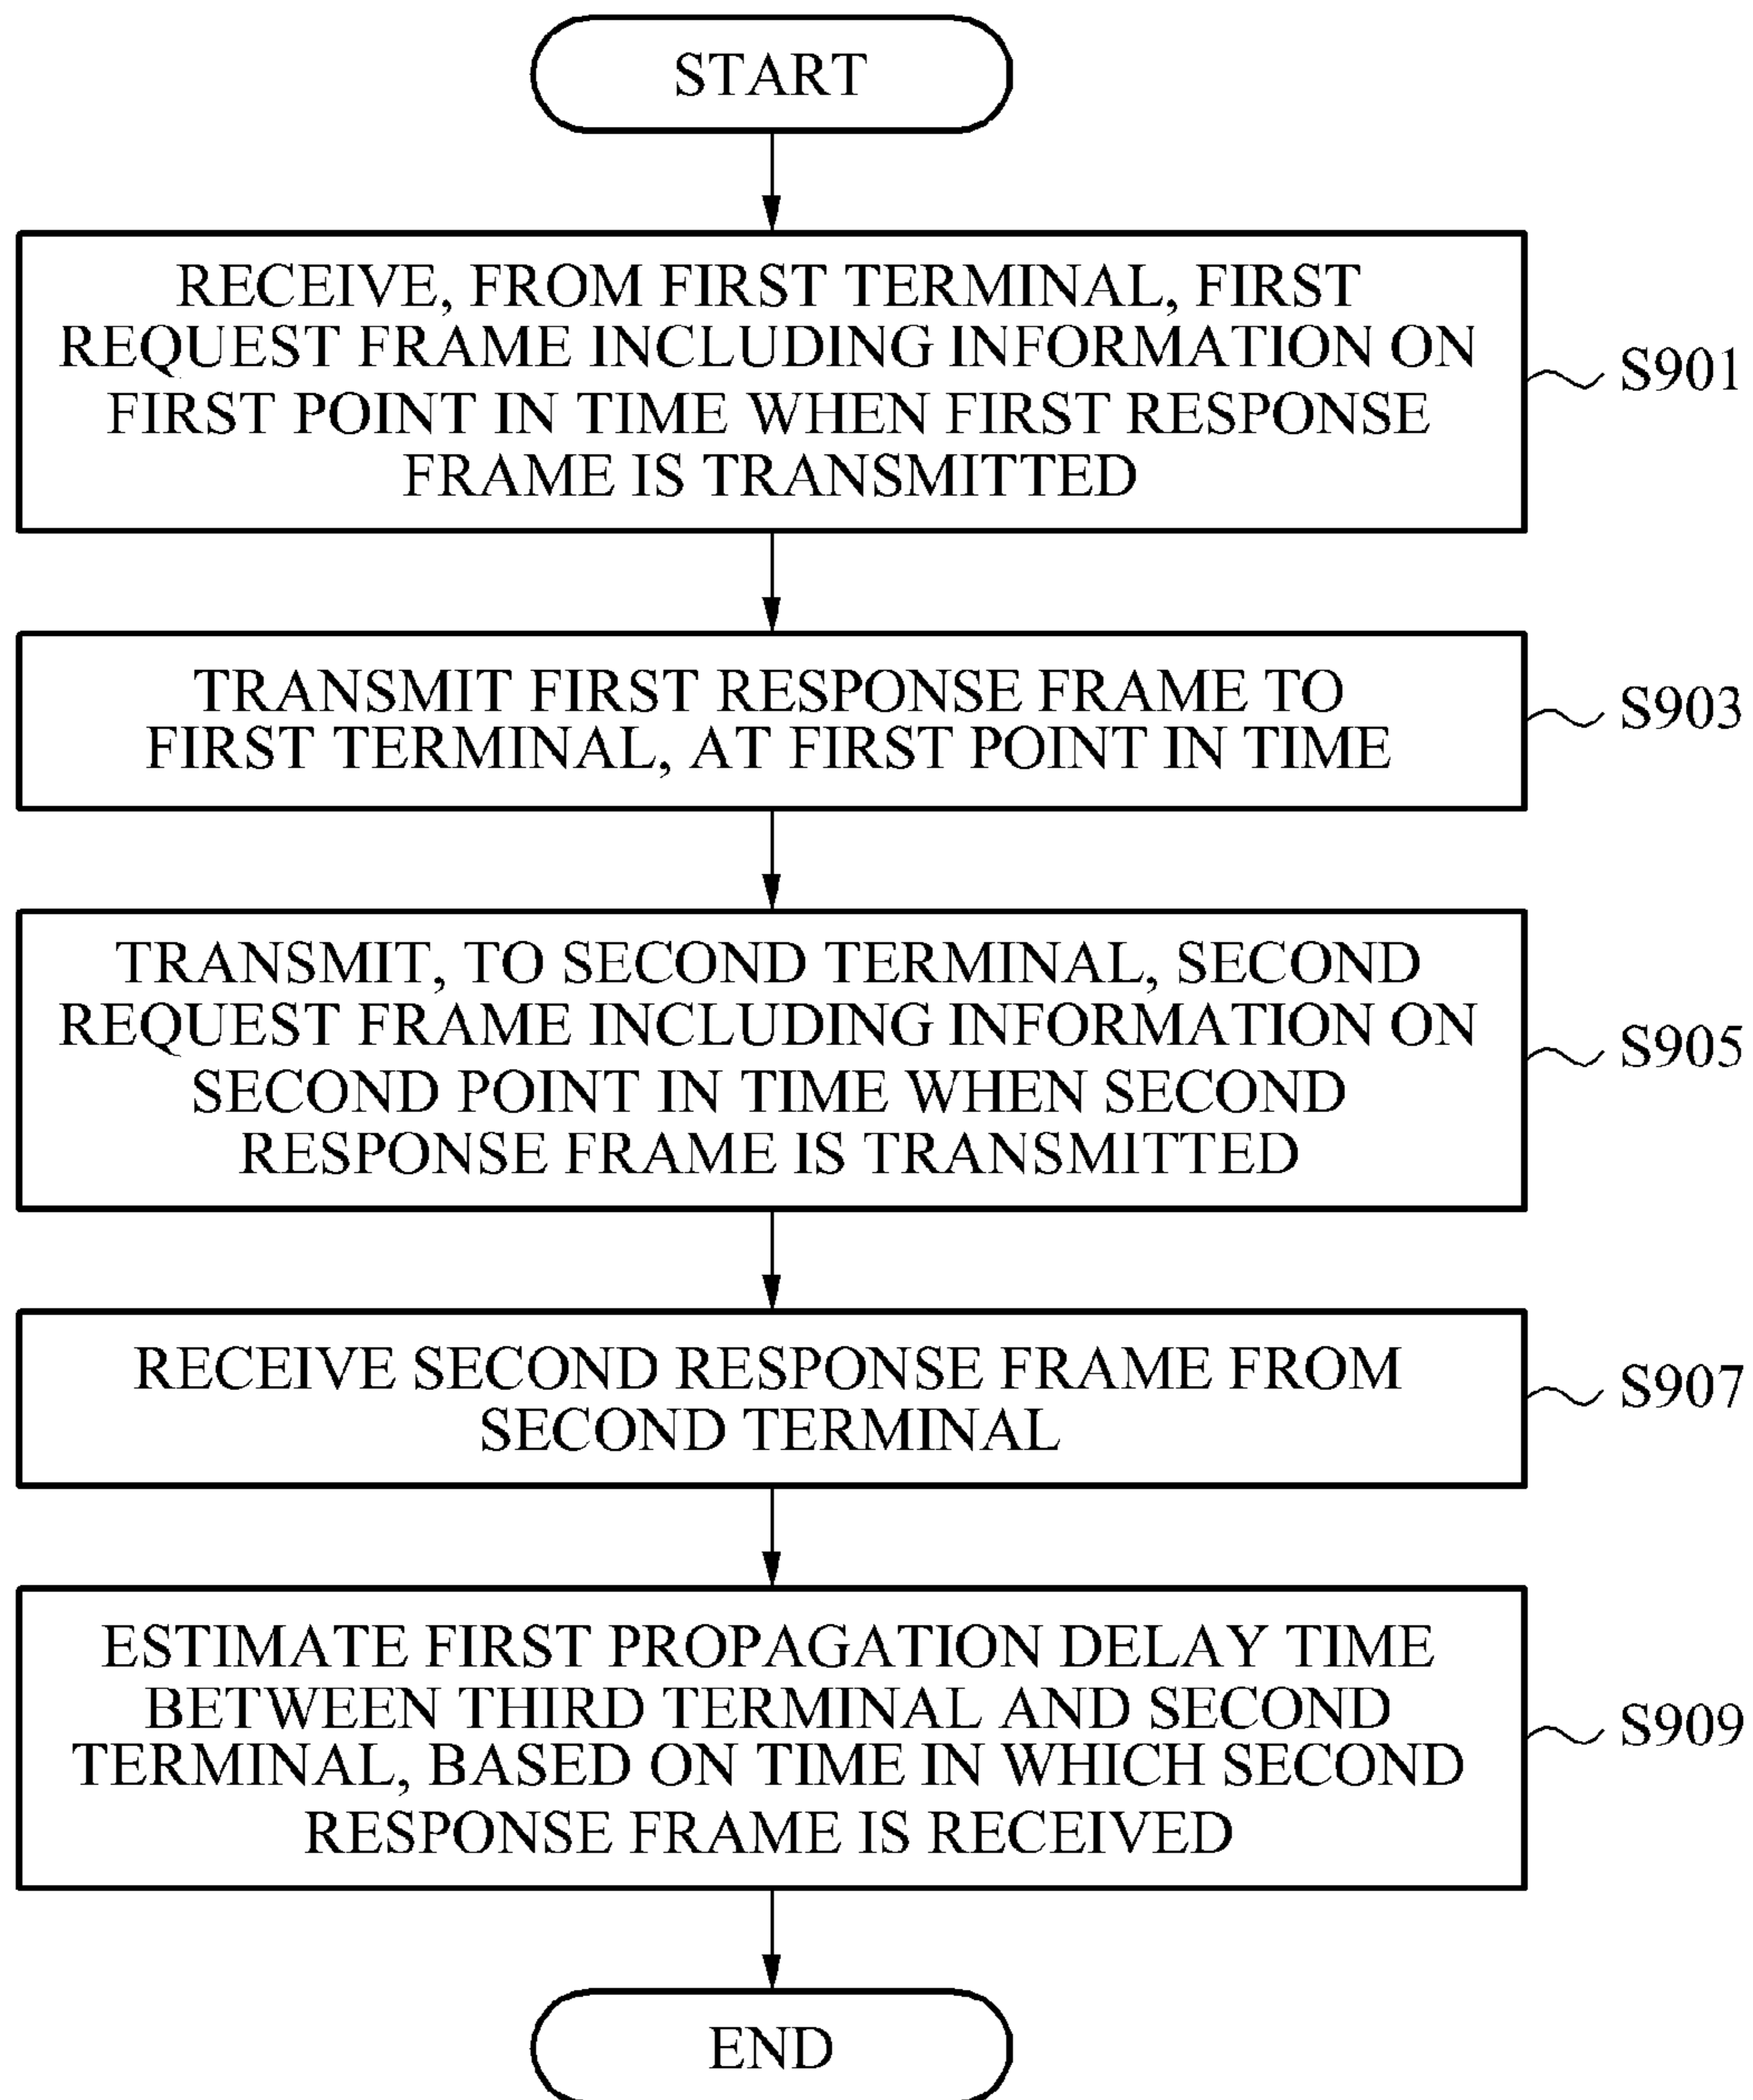 START
RECEIVE, FROM FIRST TERMINAL, FIRST
REQUEST FRAME INCLUDING INFORMATION ON
FIRST POINT IN TIME WHEN FIRST RESPONSE
FRAME IS TRANSMITTED
S901
TRANSMIT FIRST RESPONSE FRAME TO
FIRST TERMINAL, AT FIRST POINT IN TIME
S903
TRANSMIT, TO SECOND TERMINAL, SECOND
REQUEST FRAME INCLUDING INFORMATION ON
SECOND POINT IN TIME WHEN SECOND
RESPONSE FRAME IS TRANSMITTED
S905
RECEIVE SECOND RESPONSE FRAME FROM
SECOND TERMINAL
S907
ESTIMATE FIRST PROPAGATION DELAY TIME
BETWEEN THIRD TERMINAL AND SECOND
TERMINAL, BASED ON TIME IN WHICH SECOND
RESPONSE FRAME IS RECEIVED
S909
END